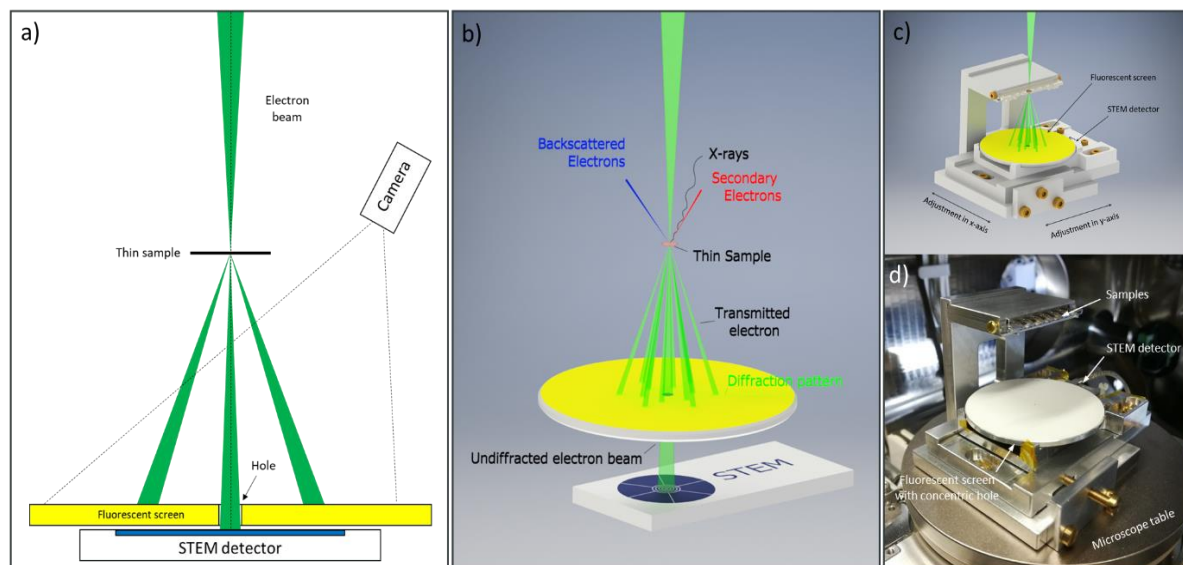 a)
Electron
beam
Camera
Thin sample
Hole
Fluorescent screen
STEM detector
b)
Backscattered
Electrons
X-rays
Secondary
Electrons
Thin Sample
Transmitted
electron
Diffraction pattern
Undiffracted electron beam
STEM
c)
Fluorescent screen
STEM detector
Adjustment in x-axis
Adjustment in y-axis
d)
Samples
STEM detector
Fluorescent screen
with concentric hole
Microscope table